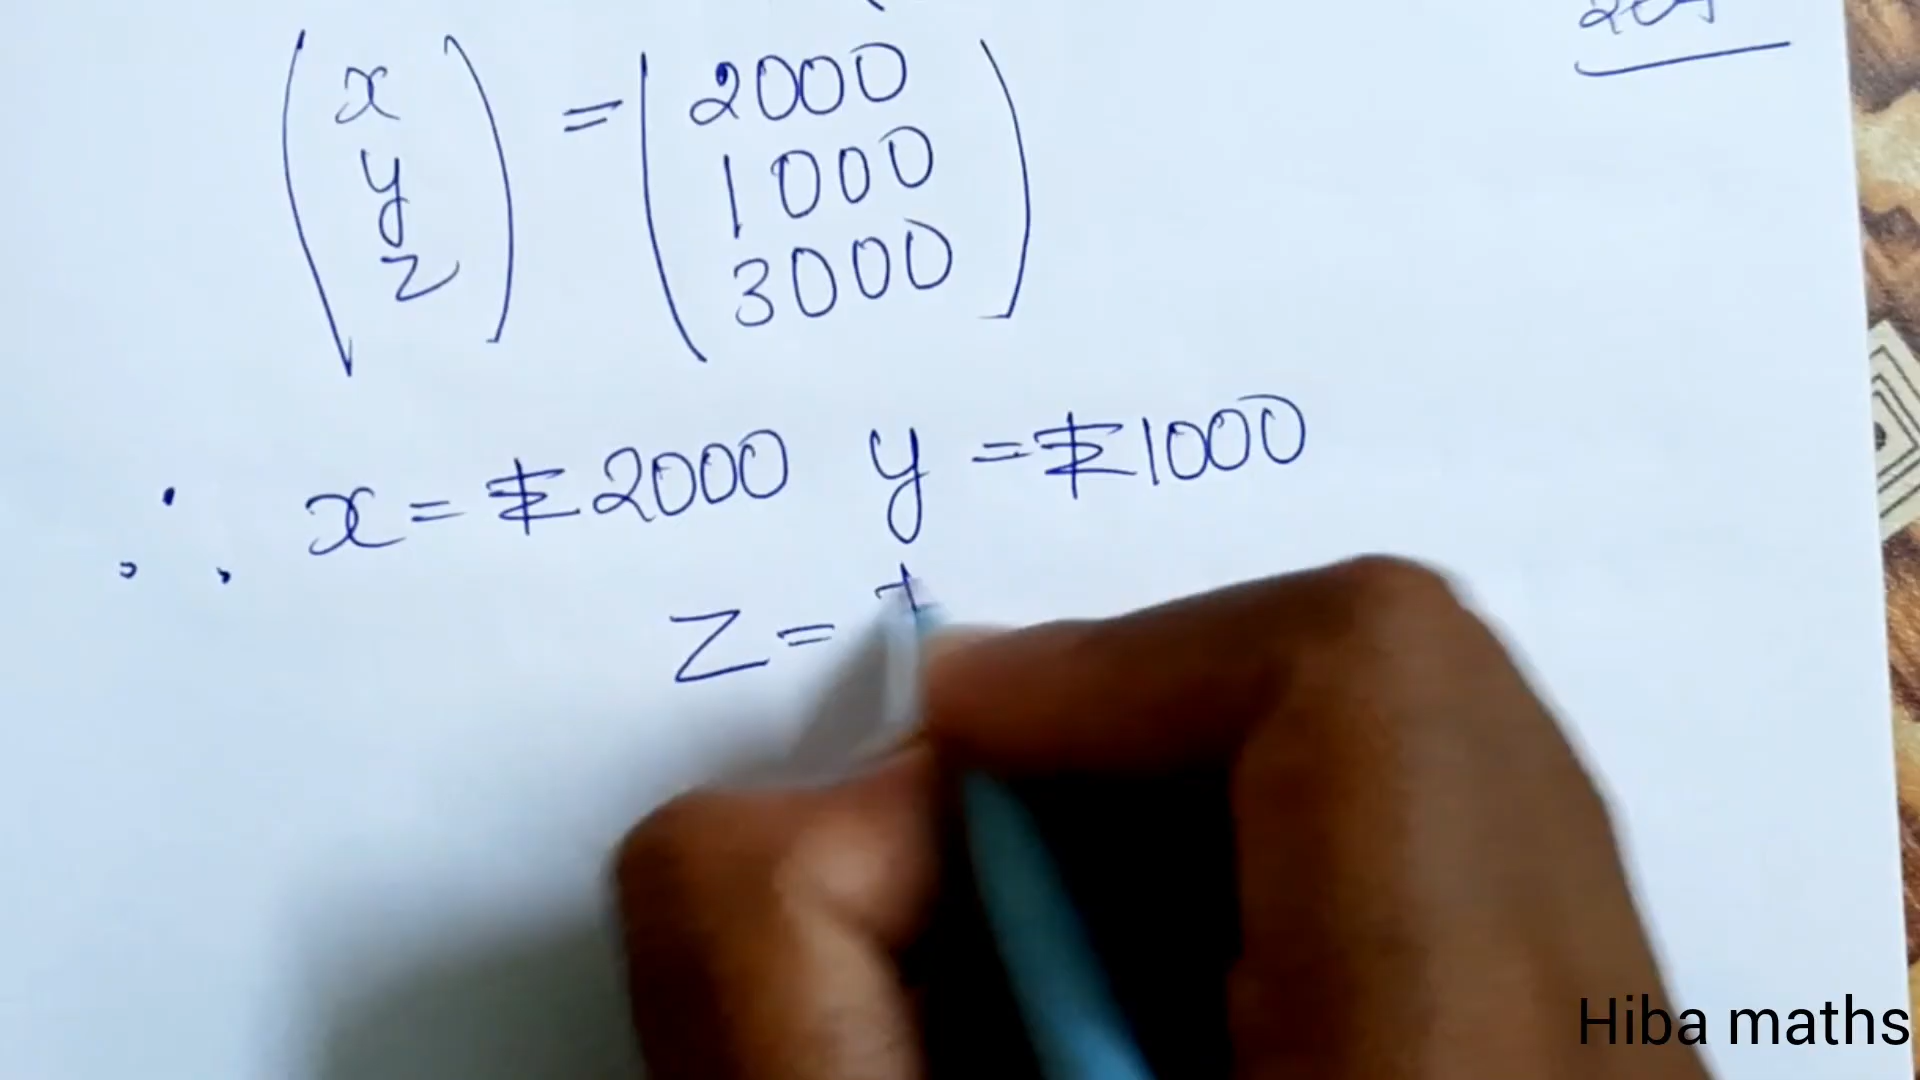 x 2000
y = 1000
z 3000
∴ x = ₹2000 y = ₹1000
z =
Hiba maths